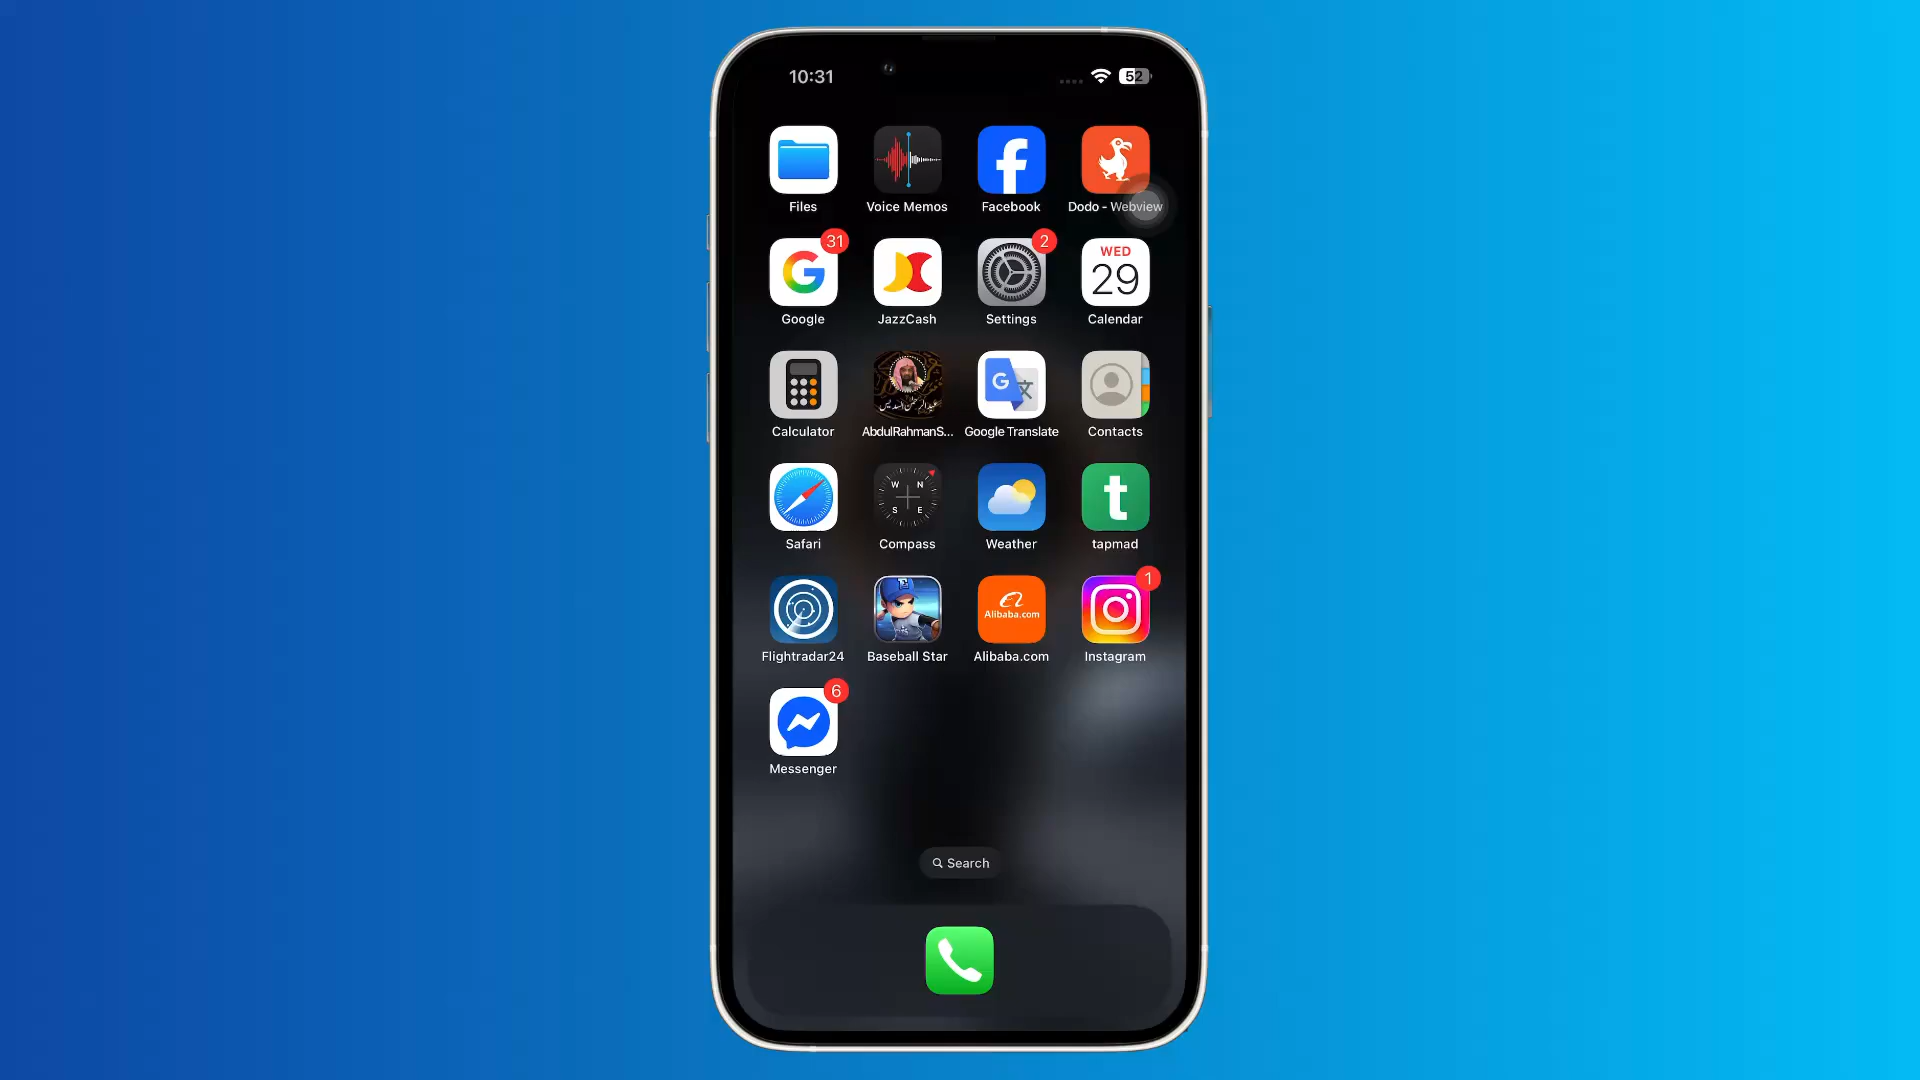 10:31
52
Files
Voice Memos
Facebook
Dodo - Webview
31
2
WED
29
Google
JazzCash
Settings
Calendar
G
Calculator
AbdulRahmanS...
Google Translate
Contacts
W N
S E
t
Safari
Compass
Weather
tapmad
Alibaba.com
1
Flightradar24
Baseball Star
Alibaba.com
Instagram
6
Messenger
Search